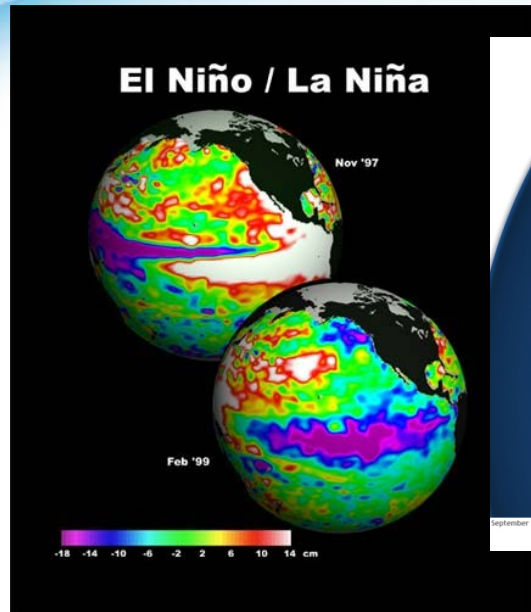 El Niño / La Niña
Nov '97
Feb '99
September
-18 -14 -10 -6 -2 2 6 10 14 cm